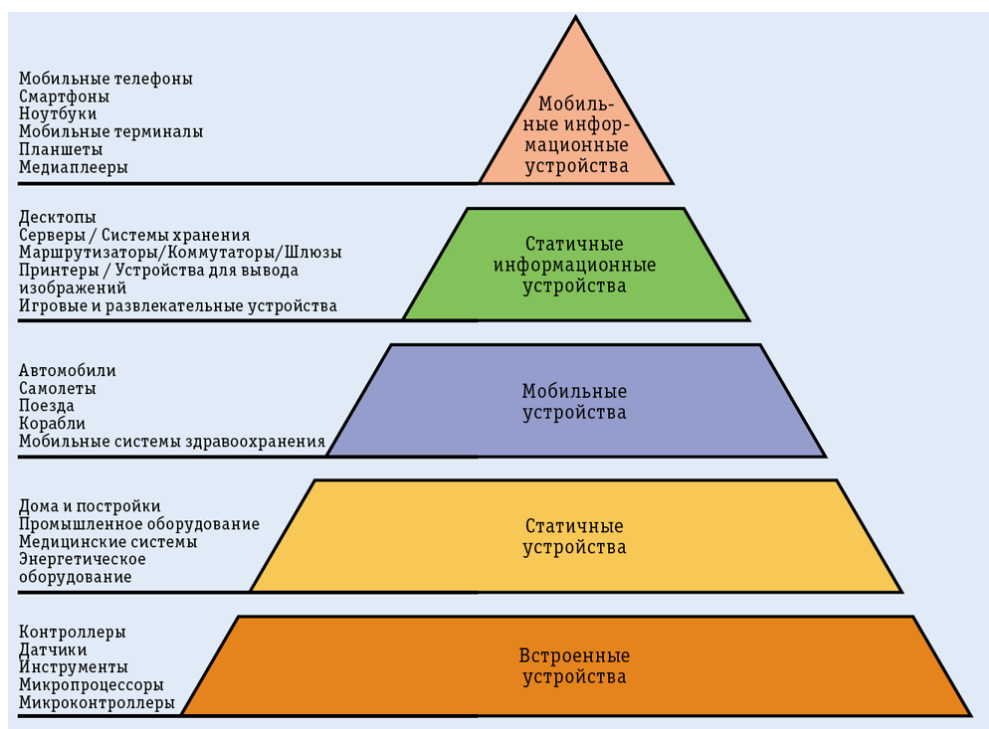 Мобильные телефоны
Смартфоны
Ноутбуки
Мобильные терминалы
Планшеты
Медиаплееры
Мобиль-
ные инфор-
мационные
устройства
Десктопы
Серверы / Системы хранения
Маршрутизаторы/Коммутаторы/Шлюзы
Принтеры / Устройства для вывода
изображений
Игровые и развлекательные устройства
Статичные
информационные
устройства
Автомобили
Самолеты
Поезда
Корабли
Мобильные системы здравоохранения
Мобильные
устройства
Дома и постройки
Промышленное оборудование
Медицинские системы
Энергетическое
оборудование
Статичные
устройства
Контроллеры
Датчики
Инструменты
Микропроцессоры
Микроконтроллеры
Встроенные
устройства